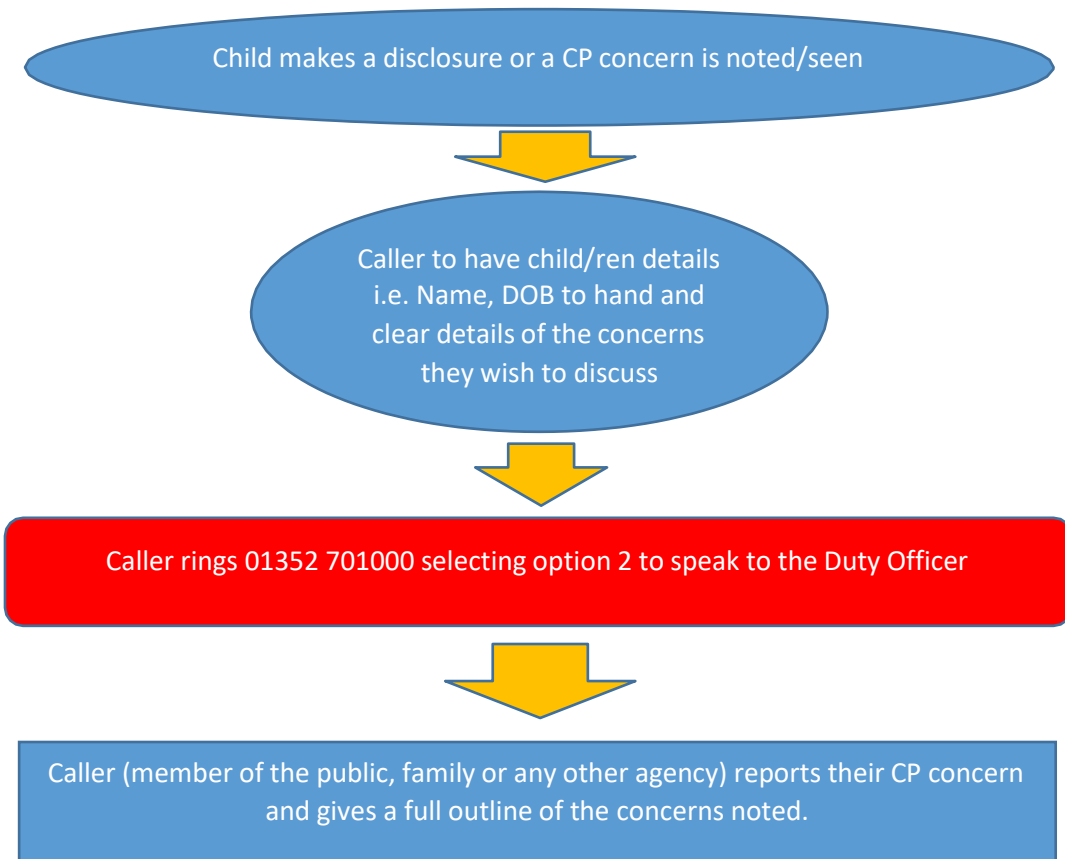 Child makes a disclosure or a CP concern is noted/seen
Caller to have child/ren details
i.e. Name, DOB to hand and
clear details of the concerns
they wish to discuss
Caller rings 01352 701000 selecting option 2 to speak to the Duty Officer
Caller (member of the public, family or any other agency) reports their CP concern
and gives a full outline of the concerns noted.